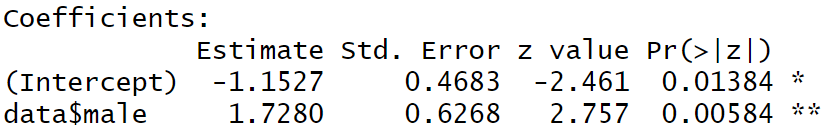 Coefficients:
Estimate Std. Error z value Pr(>|z|)
(Intercept) -1.1527 0.4683 -2.461 0.01384 *
data$male 1.7280 0.6268 2.757 0.00584 **